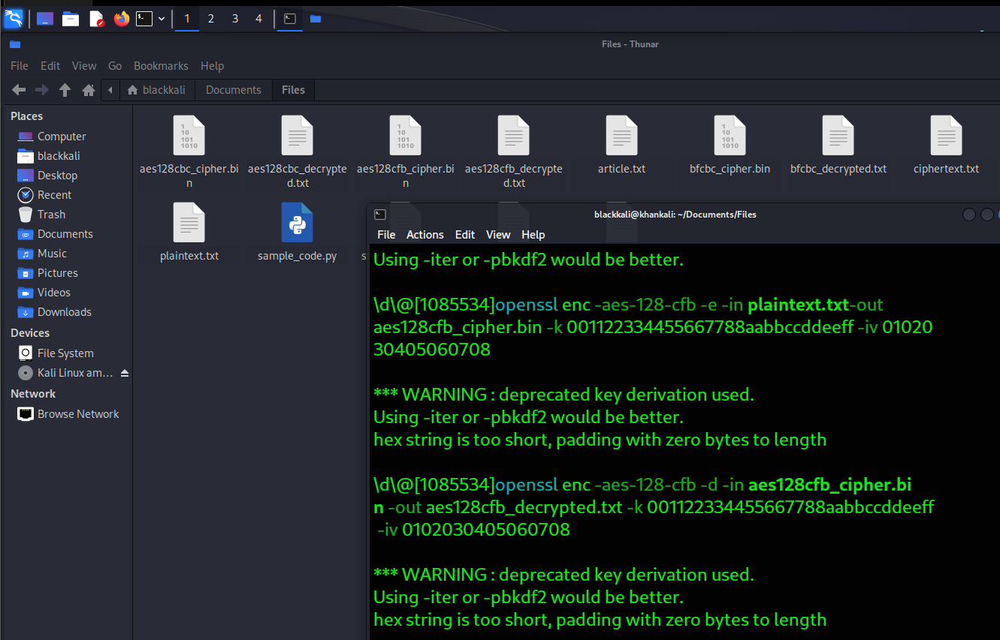 1 2 3 4
Files - Thunar
File Edit View Go Bookmarks Help
blackkali Documents Files
Places
Computer
blackkali
Desktop
Recent
Trash
Documents
Music
Pictures
Videos
Downloads
Devices
File System
Kali Linux am...
Network
Browse Network
aes128cbc_cipher.bi
n
aes128cbc_decrypte
d.txt
aes128cfb_cipher.bi
n
aes128cfb_decrypte
d.txt
article.txt
bfcbc_cipher.bin
bfcbc_decrypted.txt
ciphertext.txt
plaintext.txt
sample_code.py
s
blackkali@khankali: ~/Documents/Files
File Actions Edit View Help
Using -iter or -pbkdf2 would be better.
\d\@[1085534]openssl enc -aes-128-cfb -e -in plaintext.txt-out
aes128cfb_cipher.bin -k 00112233445566​7788aabbccddeeff -iv 01020
30405060708
*** WARNING : deprecated key derivation used.
Using -iter or -pbkdf2 would be better.
hex string is too short, padding with zero bytes to length
\d\@[1085534]openssl enc -aes-128-cfb -d -in aes128cfb_cipher.bi
n -out aes128cfb_decrypted.txt -k 001122334455667788aabbccddeeff
-iv 0102030405060708
*** WARNING : deprecated key derivation used.
Using -iter or -pbkdf2 would be better.
hex string is too short, padding with zero bytes to length